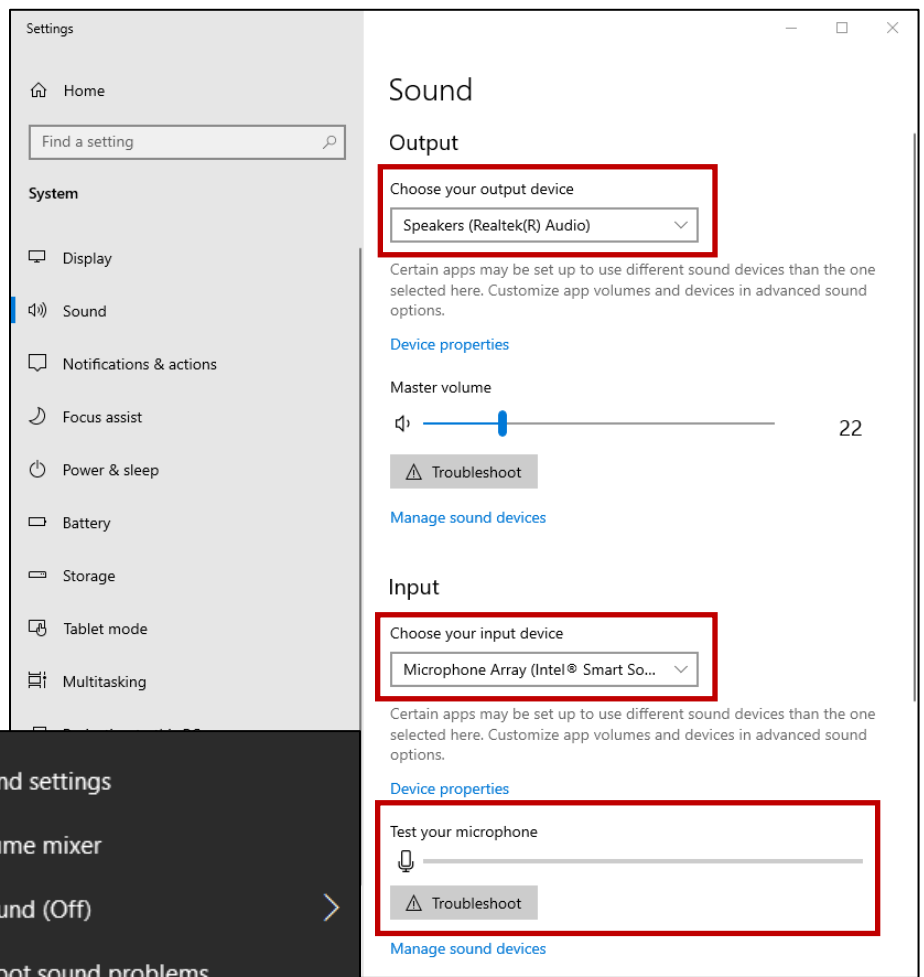 Settings
Home
Find a setting
System
Display
Sound
Notifications & actions
Focus assist
Power & sleep
Battery
Storage
Tablet mode
Multitasking
nd settings
me mixer
und (Off)
oot sound problems
Sound
Output
Choose your output device
Speakers (Realtek(R) Audio)
Certain apps may be set up to use different sound devices than the one
selected here. Customize app volumes and devices in advanced sound
options.
Device properties
Master volume
22
Troubleshoot
Manage sound devices
Input
Choose your input device
Microphone Array (Intel® Smart So...
Certain apps may be set up to use different sound devices than the one
selected here. Customize app volumes and devices in advanced sound
options.
Device properties
Test your microphone
Troubleshoot
Manage sound devices